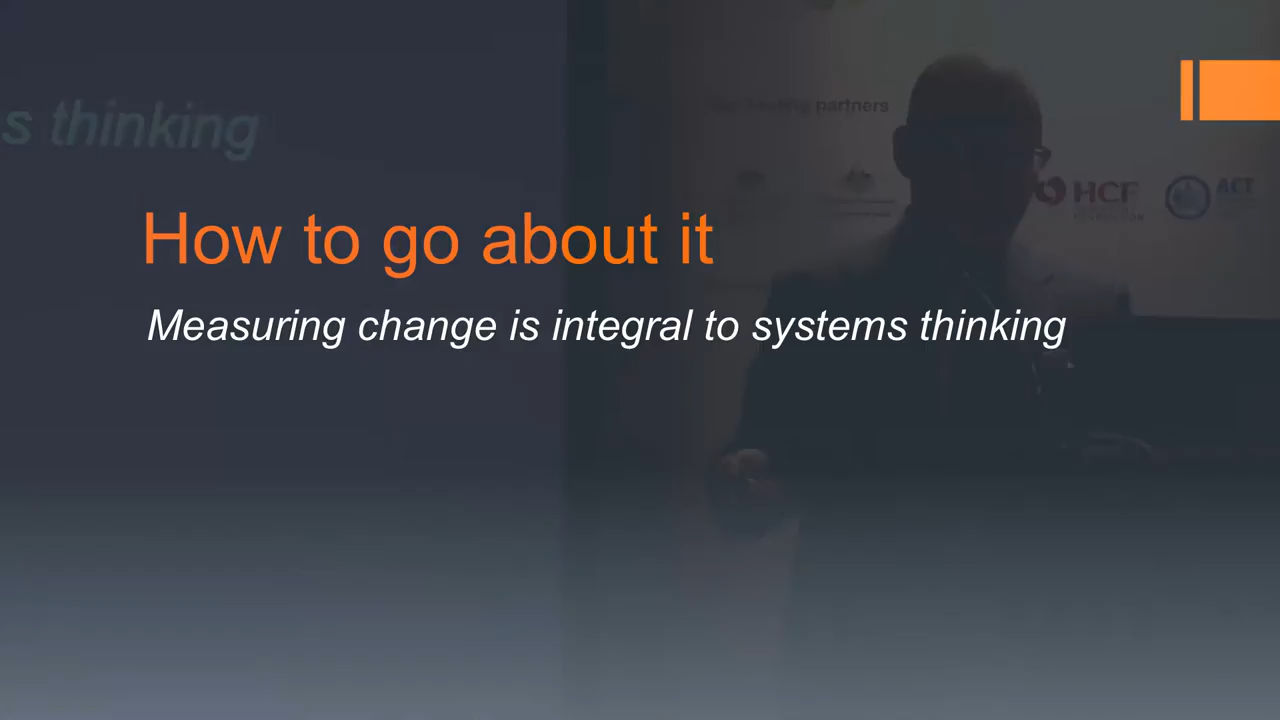 s thinking
partners
How to go about it
HCF
ACT
Measuring change is integral to systems thinking